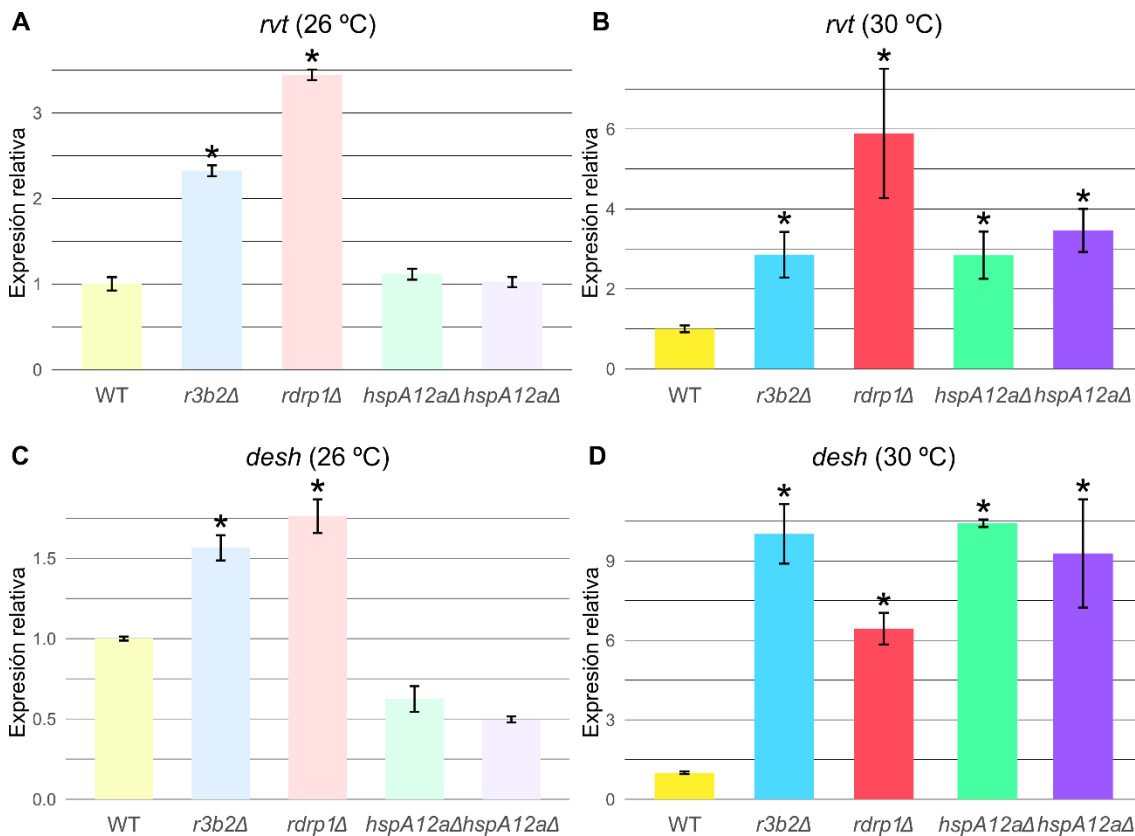 A
rvt (26 ºC)
*
*
Expresión relativa
3
2
1
0
WT
r3b2Δ
rdrp1Δ
hspA12aΔ
hspA12aΔ
B
rvt (30 ºC)
*
*
*
*
Expresión relativa
6
4
2
0
WT
r3b2Δ
rdrp1Δ
hspA12aΔ
hspA12aΔ
C
desh (26 ºC)
*
*
Expresión relativa
1.5
1.0
0.5
0.0
WT
r3b2Δ
rdrp1Δ
hspA12aΔ
hspA12aΔ
D
desh (30 ºC)
*
*
*
*
Expresión relativa
9
6
3
0
WT
r3b2Δ
rdrp1Δ
hspA12aΔ
hspA12aΔ